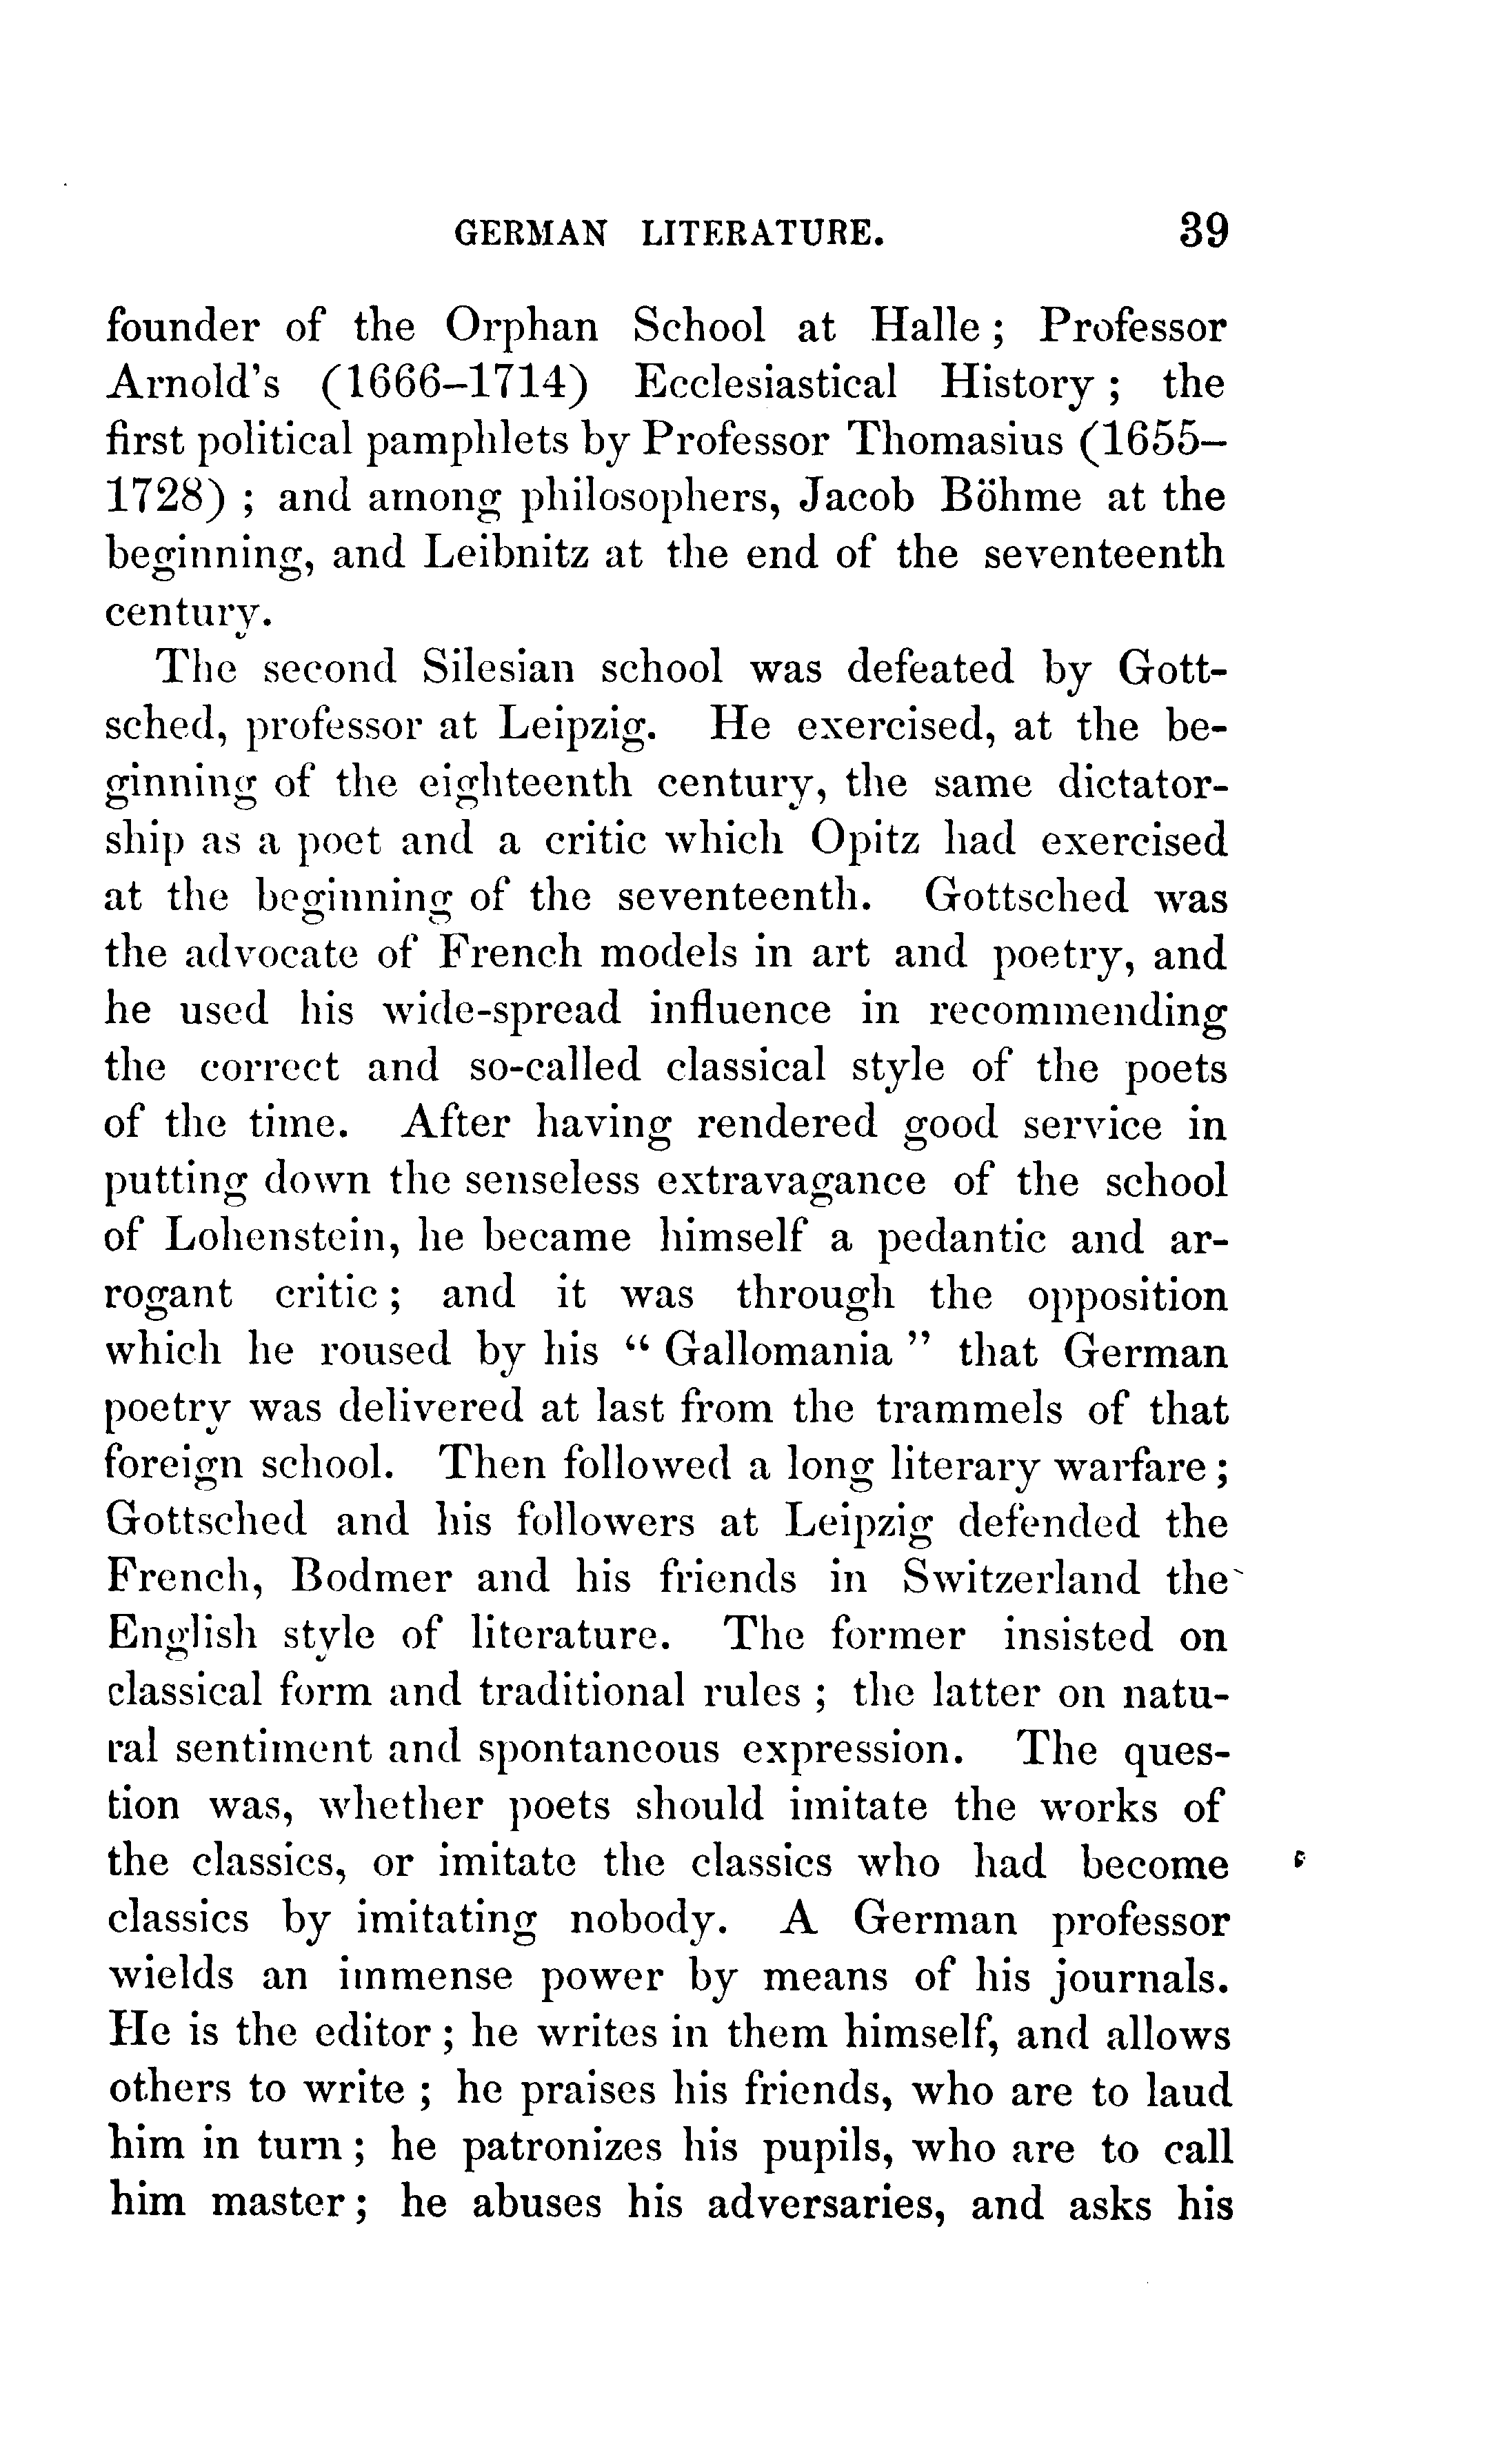 GERMAN LITERATURE. 39
founder of the Orphan School at Halle; Professor
Arnold's (1666–1714) Ecclesiastical History; the
first political pamphlets by Professor Thomasius (1655–
1728); and among philosophers, Jacob Böhme at the
beginning, and Leibnitz at the end of the seventeenth
century.
The second Silesian school was defeated by Gott-
sched, professor at Leipzig. He exercised, at the be-
ginning of the eighteenth century, the same dictator-
ship as a poet and a critic which Opitz had exercised
at the beginning of the seventeenth. Gottsched was
the advocate of French models in art and poetry, and
he used his wide-spread influence in recommending
the correct and so-called classical style of the poets
of the time. After having rendered good service in
putting down the senseless extravagance of the school
of Lohenstein, he became himself a pedantic and ar-
rogant critic; and it was through the opposition
which he roused by his "Gallomania" that German
poetry was delivered at last from the trammels of that
foreign school. Then followed a long literary warfare;
Gottsched and his followers at Leipzig defended the
French, Bodmer and his friends in Switzerland the
English style of literature. The former insisted on
classical form and traditional rules; the latter on natu-
ral sentiment and spontaneous expression. The ques-
tion was, whether poets should imitate the works of
the classics, or imitate the classics who had become
classics by imitating nobody. A German professor
wields an immense power by means of his journals.
He is the editor; he writes in them himself, and allows
others to write; he praises his friends, who are to laud
him in turn; he patronizes his pupils, who are to call
him master; he abuses his adversaries, and asks his